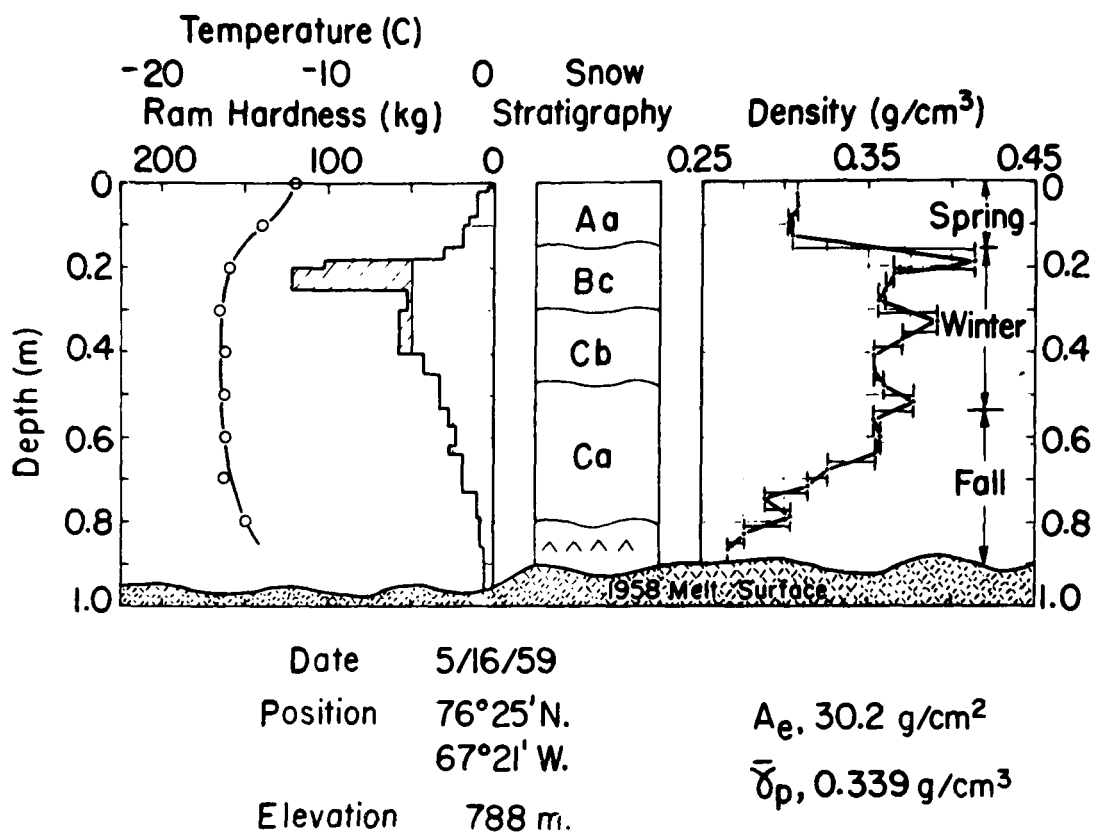 Temperature (C)
-20 -10 0 Snow
Ram Hardness (kg) Stratigraphy Density (g/cm³)
200 100 0 0.25 0.35 0.45
0 0
Aa Spring
0.2 Bc 0.2
Winter
0.4 Cb 0.4
Depth (m)
0.6 Ca 0.6
Fall
0.8 ^ ^ ^ ^ 0.8
1958 Melt Surface
1.0 1.0
Date 5/16/59
Position 76°25'N. Ae, 30.2 g/cm²
67°21' W.
γ̄p, 0.339 g/cm³
Elevation 788 m.